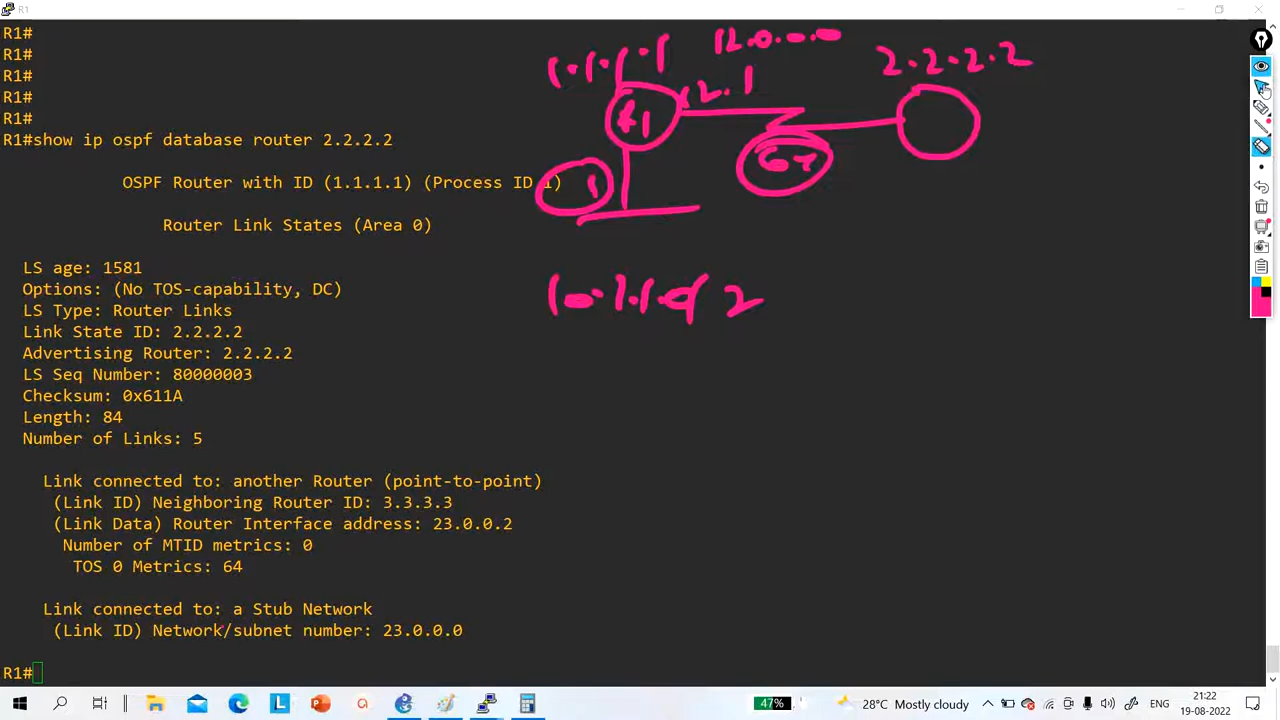 R1
R1#
R1#
R1#
R1#
R1#
R1#show ip ospf database router 2.2.2.2
OSPF Router with ID (1.1.1.1) (Process ID 1)
Router Link States (Area 0)
LS age: 1581
Options: (No TOS-capability, DC)
LS Type: Router Links
Link State ID: 2.2.2.2
Advertising Router: 2.2.2.2
LS Seq Number: 80000003
Checksum: 0x611A
Length: 84
Number of Links: 5
Link connected to: another Router (point-to-point)
(Link ID) Neighboring Router ID: 3.3.3.3
(Link Data) Router Interface address: 23.0.0.2
Number of MTID metrics: 0
TOS 0 Metrics: 64
Link connected to: a Stub Network
(Link ID) Network/subnet number: 23.0.0.0
R1#
1.1.1.1
12.0.0.0
2.2.2.2
12.1
R1
1
47%
28°C Mostly cloudy
ENG
21:22
19-08-2022